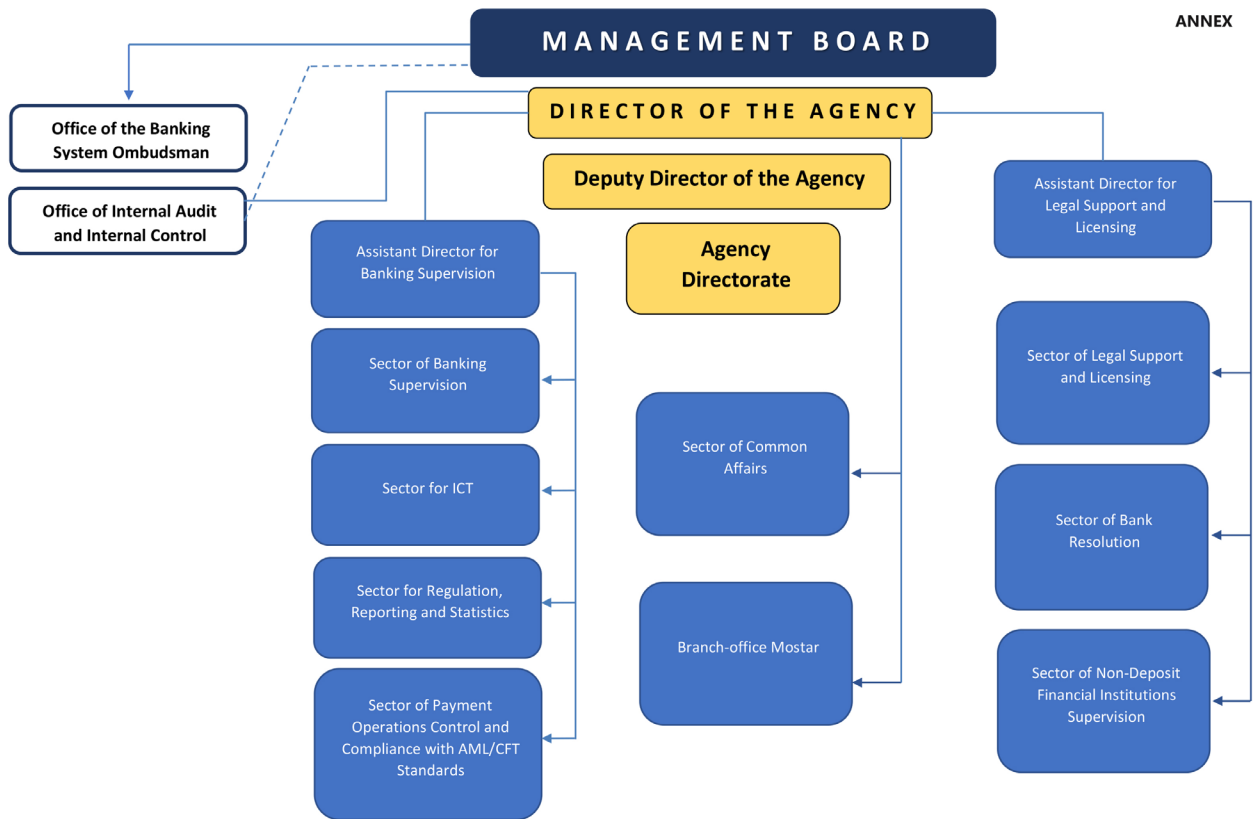 ANNEX
MANAGEMENT BOARD
DIRECTOR OF THE AGENCY
Office of the Banking
System Ombudsman
Deputy Director of the Agency
Office of Internal Audit
and Internal Control
Agency
Directorate
Assistant Director for
Banking Supervision
Sector of Banking
Supervision
Sector for ICT
Sector for Regulation,
Reporting and Statistics
Sector of Payment
Operations Control and
Compliance with AML/CFT
Standards
Sector of Common
Affairs
Branch-office Mostar
Assistant Director for
Legal Support and
Licensing
Sector of Legal Support
and Licensing
Sector of Bank
Resolution
Sector of Non-Deposit
Financial Institutions
Supervision